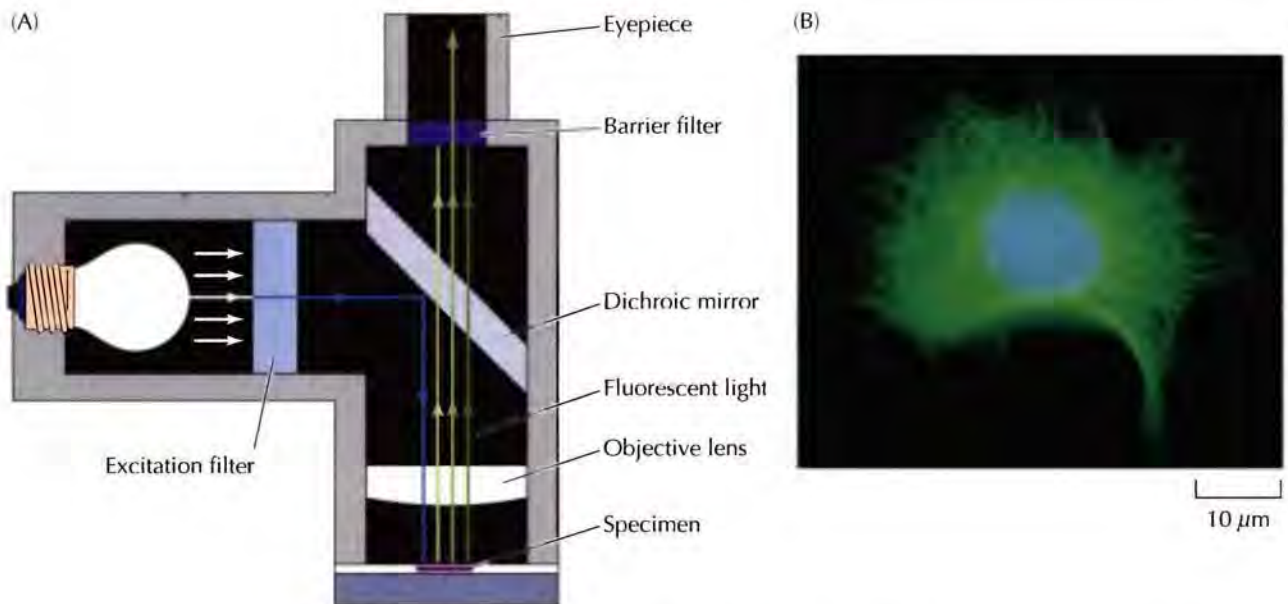 (A)
Eyepiece
Barrier filter
Dichroic mirror
Fluorescent light
Objective lens
Specimen
Excitation filter
(B)
10 μm